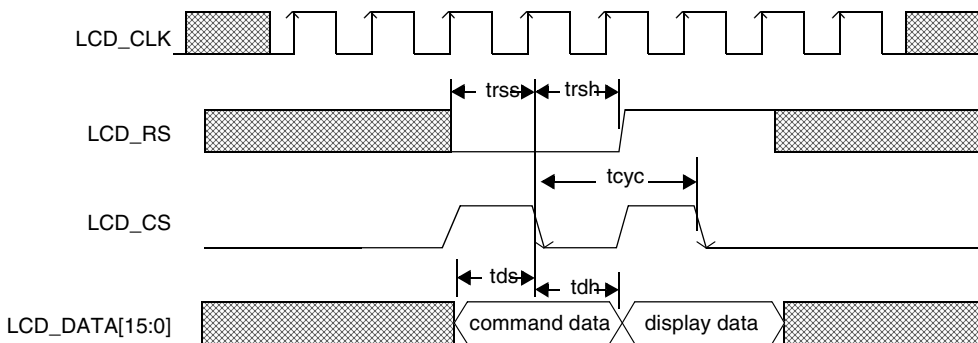 LCD_CLK
trss trsh
LCD_RS
tcyc
LCD_CS
tds tdh
LCD_DATA[15:0] command data display data